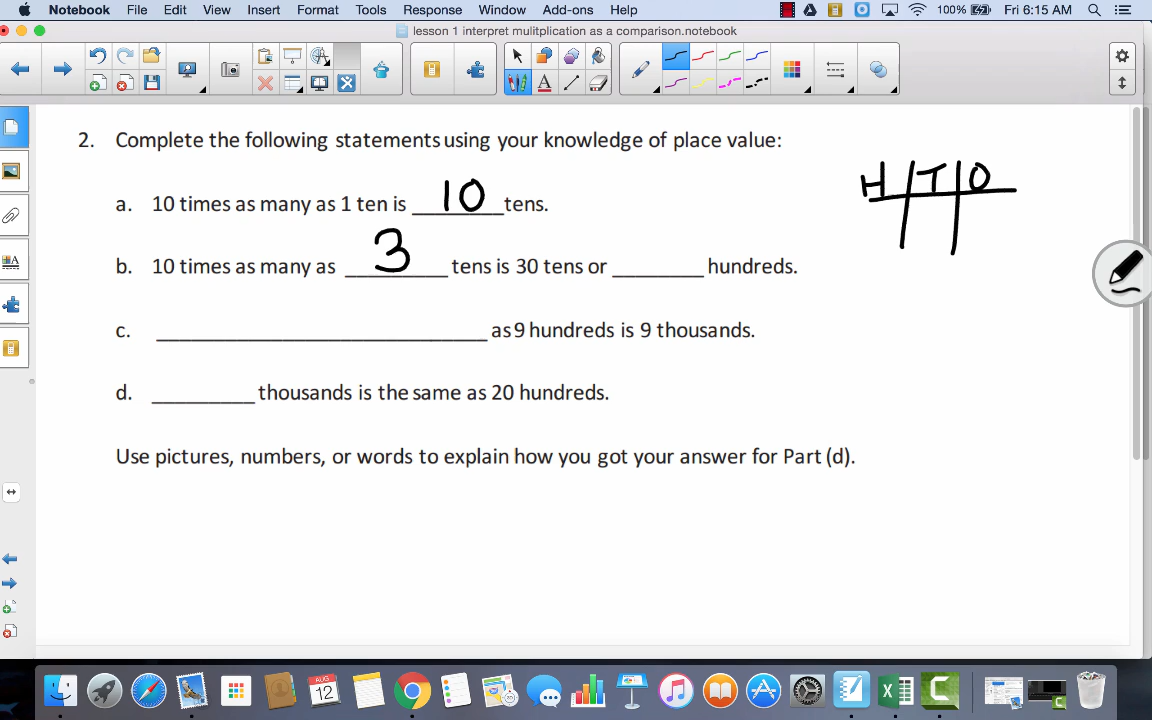 Notebook File Edit View Insert Format Tools Response Window Add-ons Help 100% Fri 6:15 AM
lesson 1 interpret mulitplication as a comparison.notebook
2. Complete the following statements using your knowledge of place value:
H T O
a. 10 times as many as 1 ten is 10 tens.
b. 10 times as many as 3 tens is 30 tens or ________ hundreds.
c. ____________________________ as 9 hundreds is 9 thousands.
d. _________ thousands is the same as 20 hundreds.
Use pictures, numbers, or words to explain how you got your answer for Part (d).
AUG
12